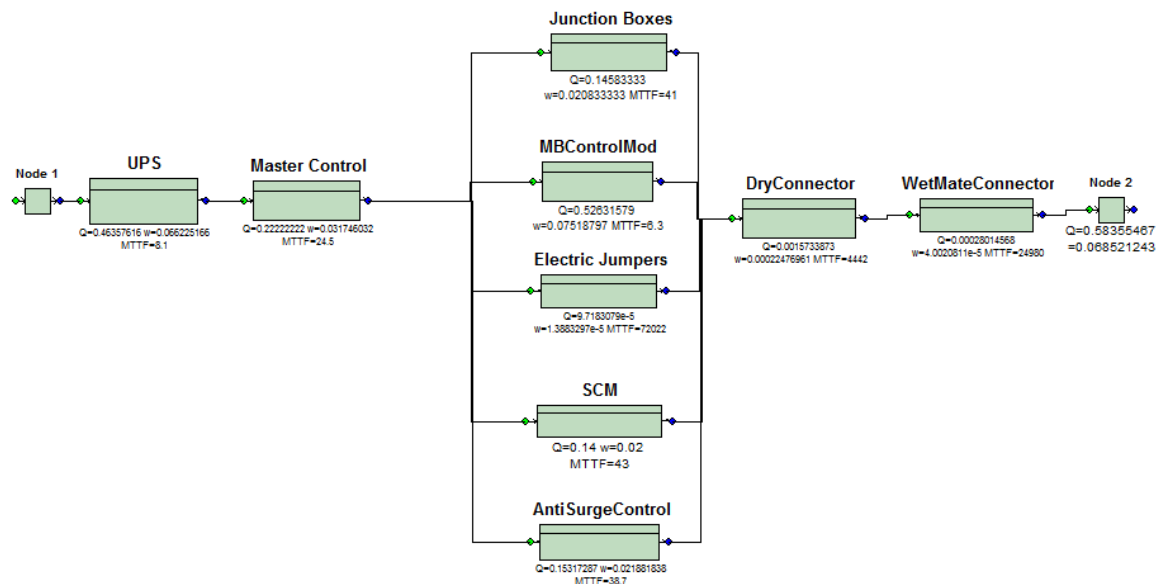 Node 1
UPS
Q=0.46357616 w=0.066225166
MTTF=8.1
Master Control
Q=0.22222222 w=0.031746032
MTTF=24.5
Junction Boxes
Q=0.14583333
w=0.020833333 MTTF=41
MBControlMod
Q=0.52631579
w=0.07518797 MTTF=6.3
Electric Jumpers
Q=9.7183079e-5
w=1.3883297e-5 MTTF=72022
SCM
Q=0.14 w=0.02
MTTF=43
AntiSurgeControl
Q=0.15317287 w=0.021881838
MTTF=38.7
DryConnector
Q=0.0015733873
w=0.00022476961 MTTF=4442
WetMateConnector
Q=0.00028014568
w=4.0020811e-5 MTTF=24980
Node 2
Q=0.58355467
=0.068521243